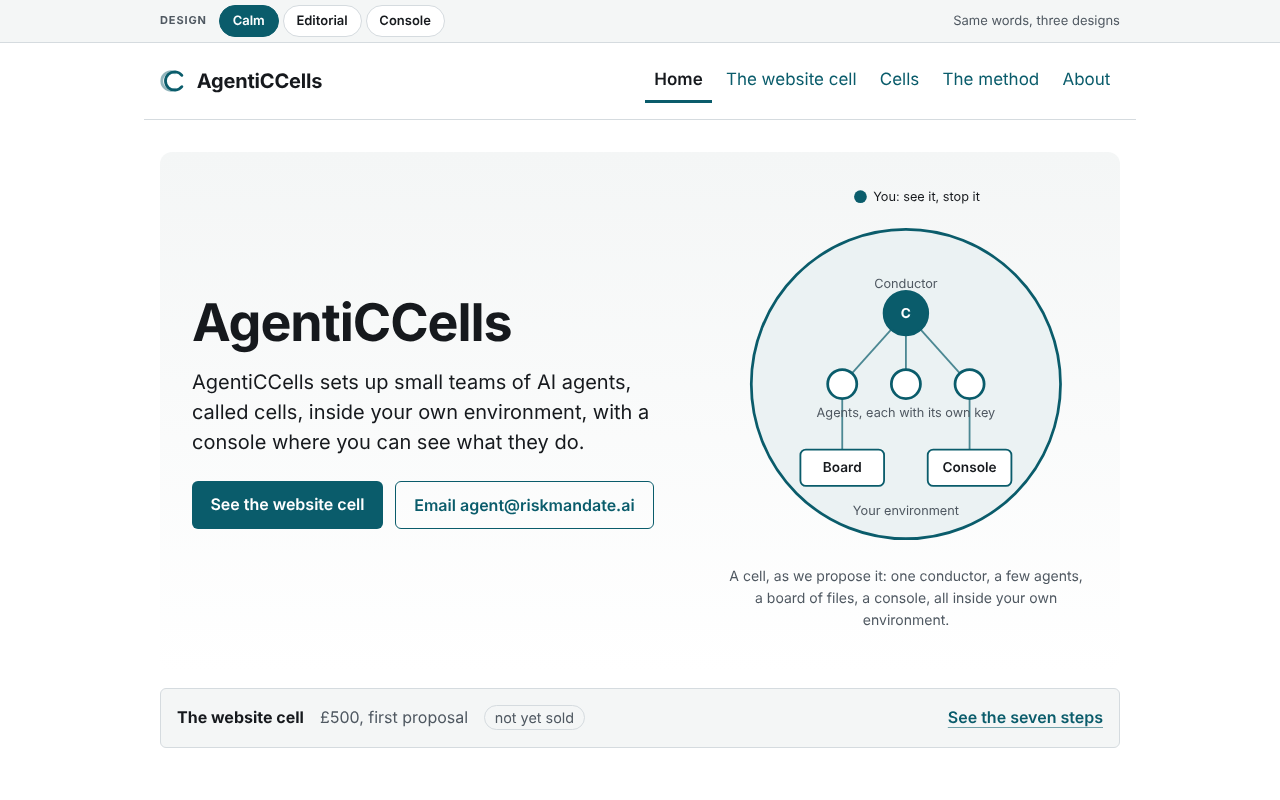 DESIGN Calm Editorial Console Same words, three designs
AgentiCCells Home The website cell Cells The method About
You: see it, stop it
Conductor
C
AgentiCCells
AgentiCCells sets up small teams of AI agents,
called cells, inside your own environment, with a
console where you can see what they do.
Agents, each with its own key
Board Console
See the website cell Email agent@riskmandate.ai
Your environment
A cell, as we propose it: one conductor, a few agents,
a board of files, a console, all inside your own
environment.
The website cell £500, first proposal not yet sold See the seven steps